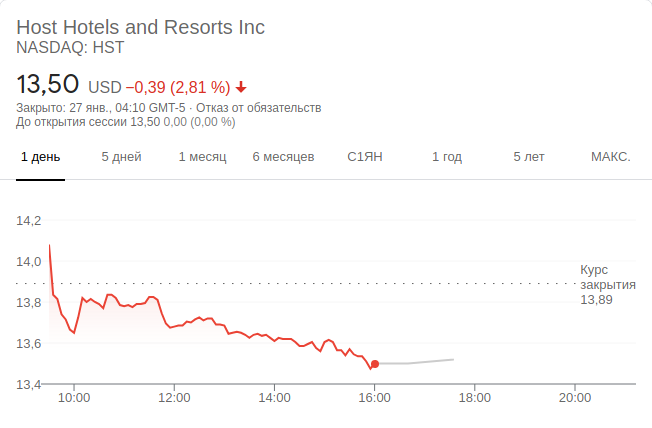 Host Hotels and Resorts Inc
NASDAQ: HST
13,50 USD −0,39 (2,81 %)
Закрыто: 27 янв., 04:10 GMT-5 · Отказ от обязательств
До открытия сессии 13,50 0,00 (0,00 %)
1 день 5 дней 1 месяц 6 месяцев С1ЯН 1 год 5 лет МАКС.
14,2
14,0
Курс
закрытия
13,89
13,8
13,6
13,4
10:00 12:00 14:00 16:00 18:00 20:00